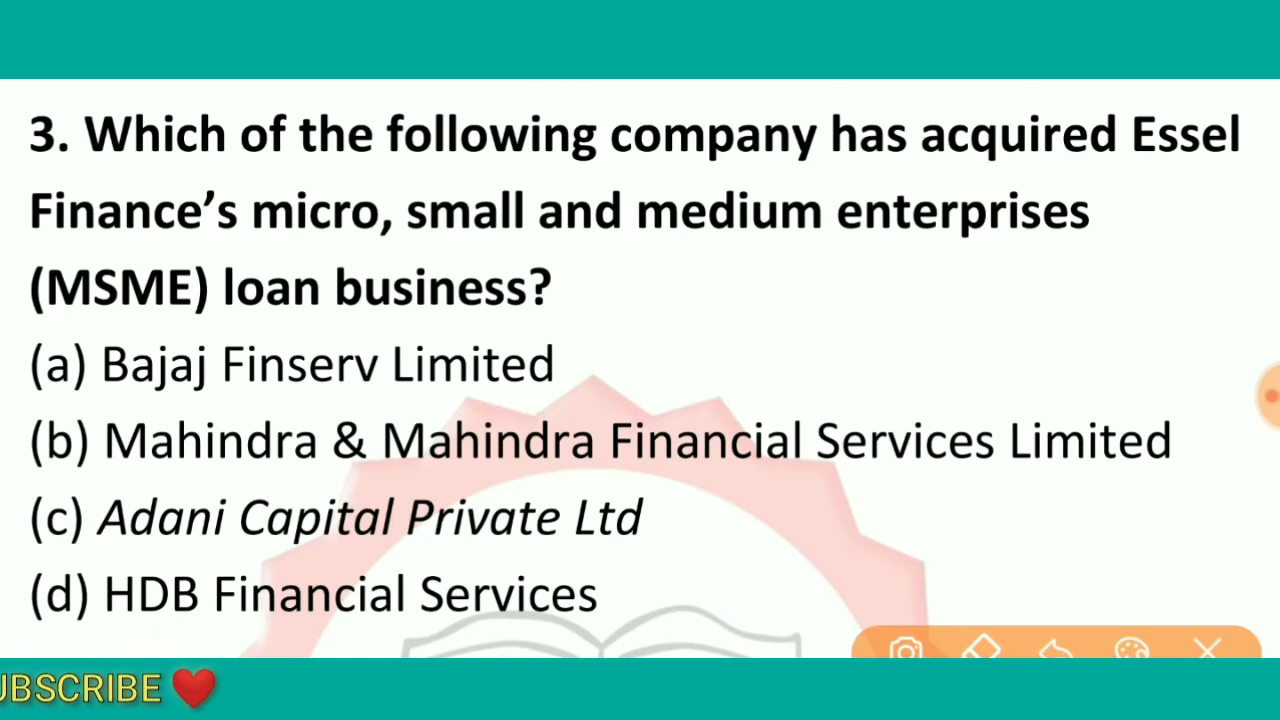 3. Which of the following company has acquired Essel
Finance’s micro, small and medium enterprises
(MSME) loan business?
(a) Bajaj Finserv Limited
(b) Mahindra & Mahindra Financial Services Limited
(c) Adani Capital Private Ltd
(d) HDB Financial Services
UBSCRIBE ❤️